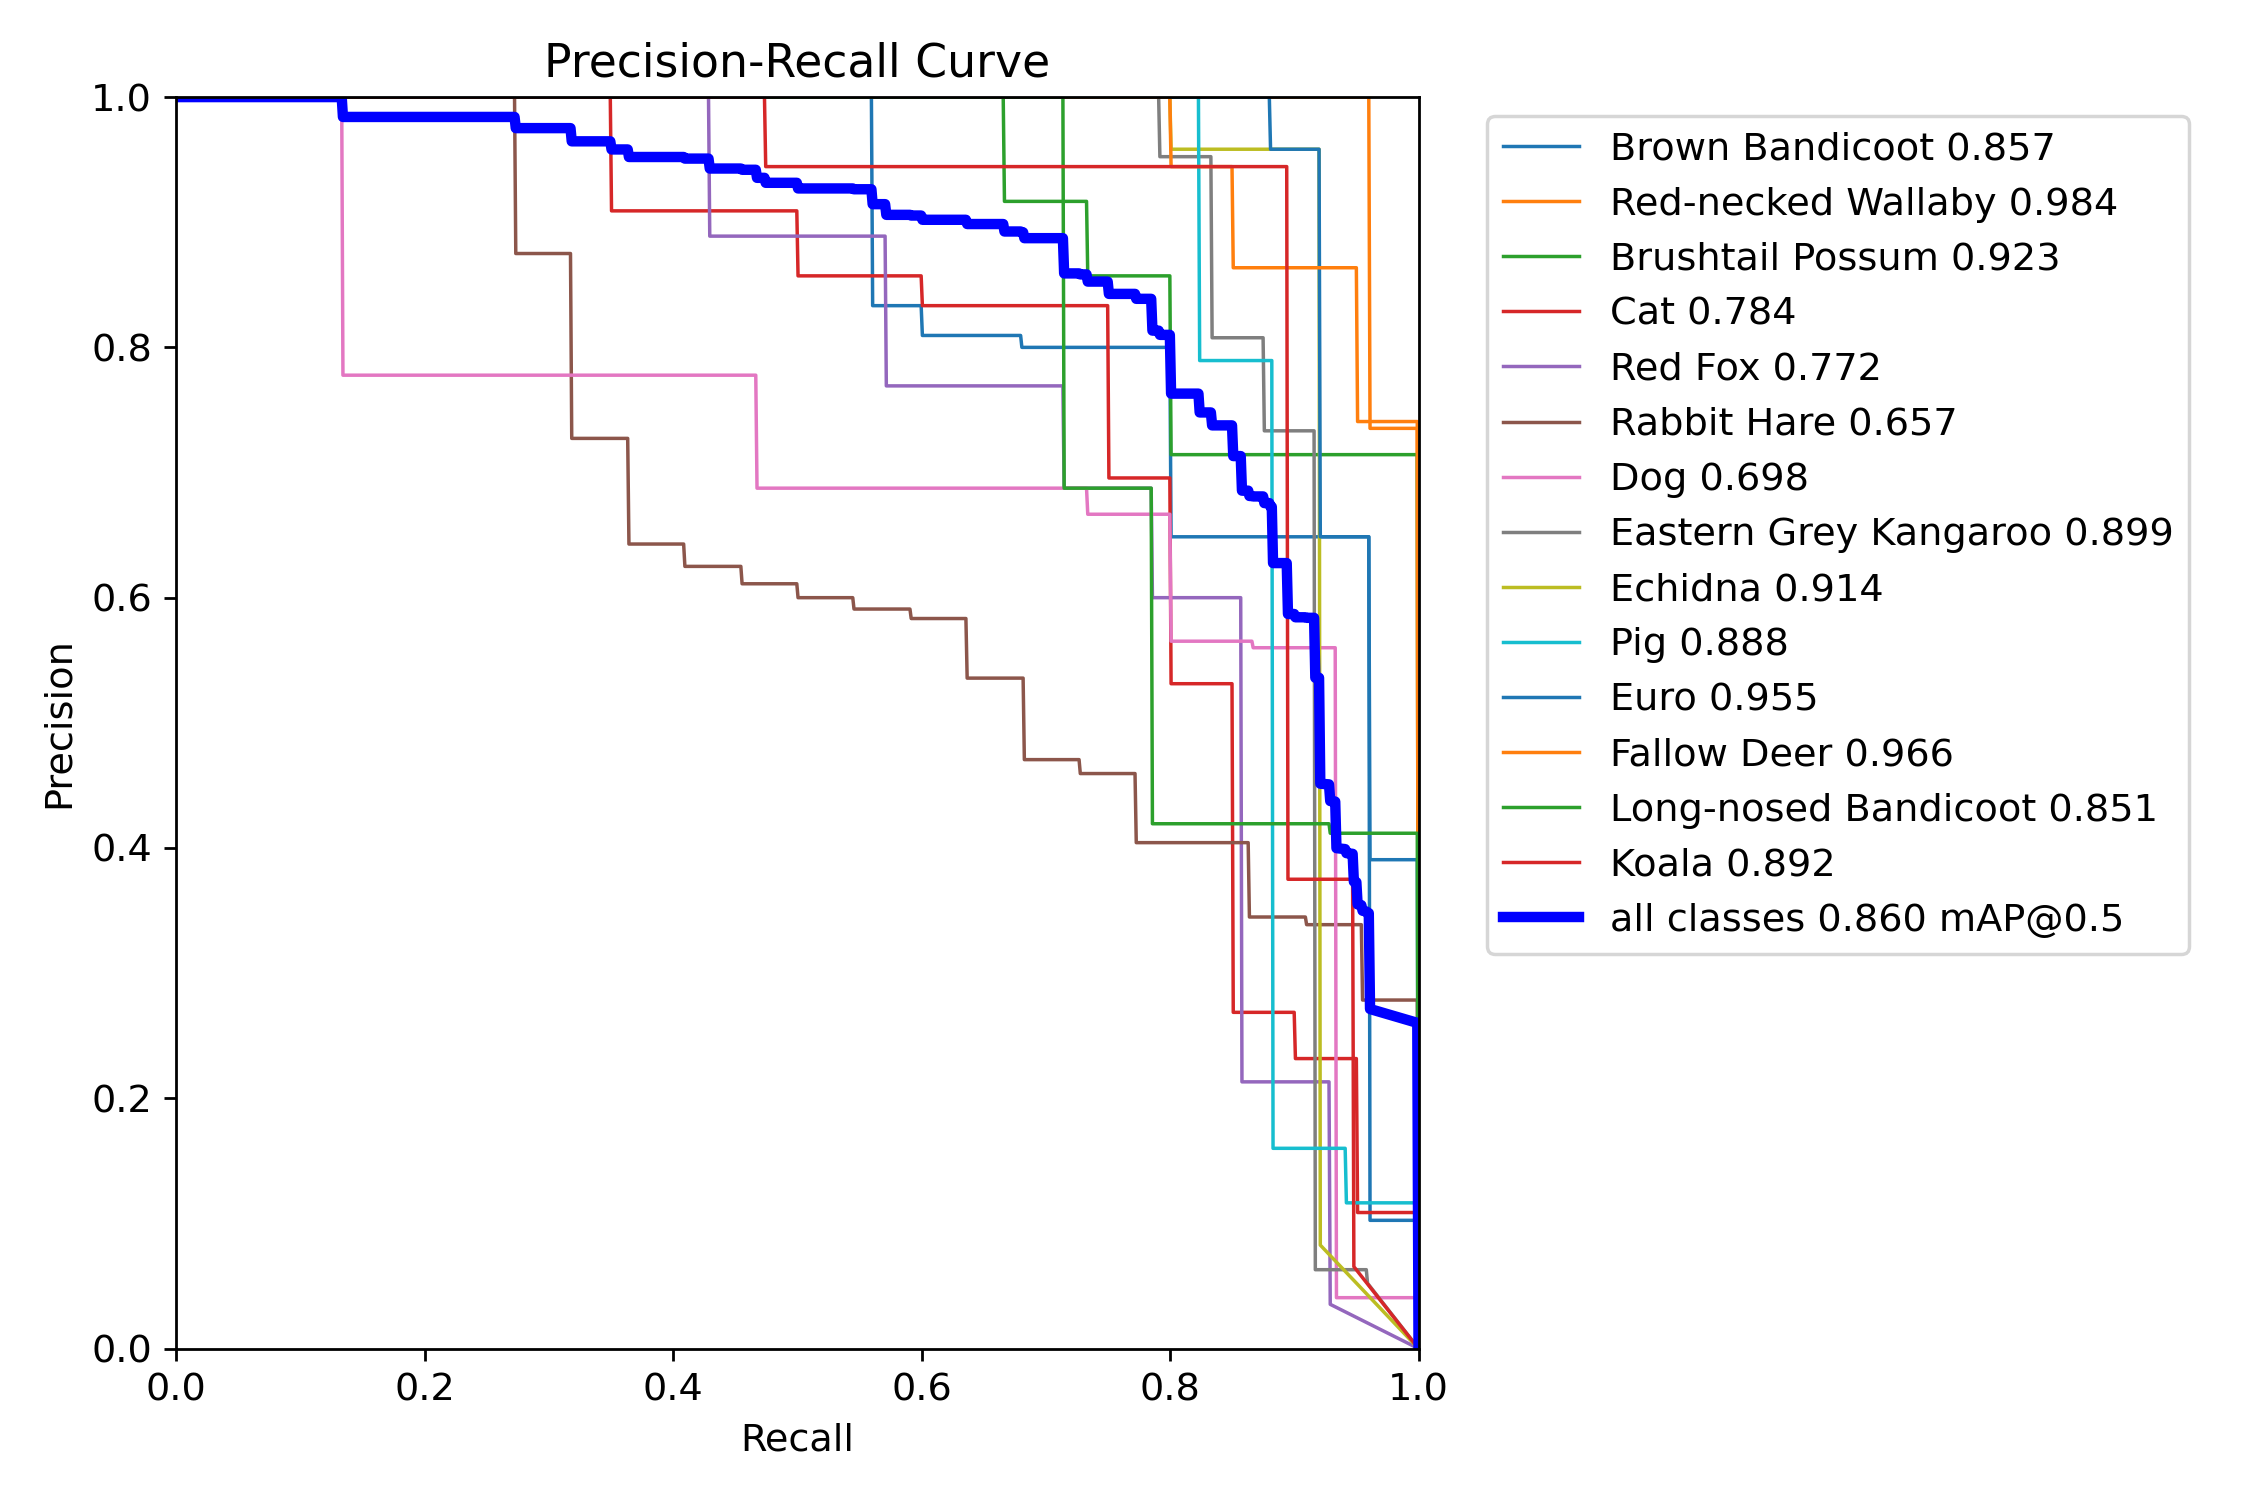 Precision-Recall Curve
1.0
0.8
0.6
0.4
0.2
0.0
Precision
0.0 0.2 0.4 0.6 0.8 1.0
Recall
Brown Bandicoot 0.857
Red-necked Wallaby 0.984
Brushtail Possum 0.923
Cat 0.784
Red Fox 0.772
Rabbit Hare 0.657
Dog 0.698
Eastern Grey Kangaroo 0.899
Echidna 0.914
Pig 0.888
Euro 0.955
Fallow Deer 0.966
Long-nosed Bandicoot 0.851
Koala 0.892
all classes 0.860 mAP@0.5